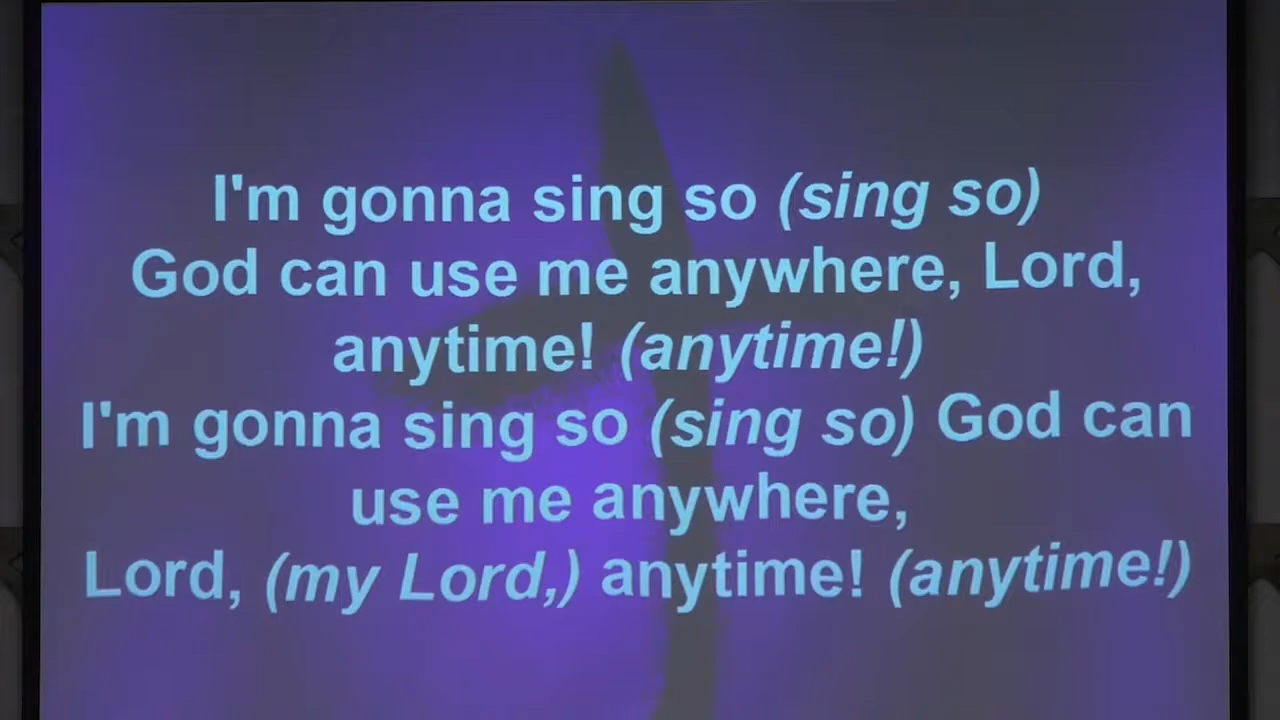 I'm gonna sing so (sing so)
God can use me anywhere, Lord,
anytime! (anytime!)
I'm gonna sing so (sing so) God can
use me anywhere,
Lord, (my Lord,) anytime! (anytime!)